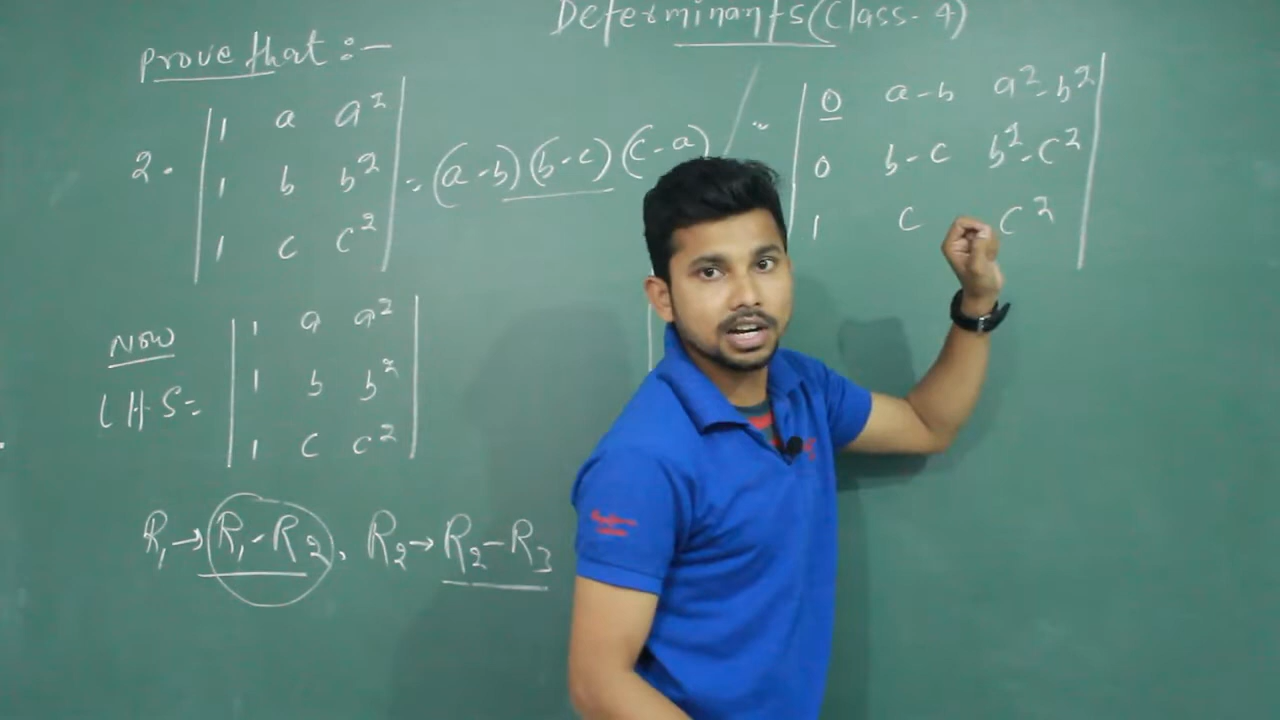 Determinants (Class-4)
Prove that :-
2. | 1 a a² |
| 1 b b² | = (a-b)(b-c)(c-a)
| 1 c c² |
Now
LHS = | 1 a a² |
| 1 b b² |
| 1 c c² |
R₁→R₁-R₂, R₂→R₂-R₃
= | 0 a-b a²-b² |
| 0 b-c b²-c² |
| 1 c c² |